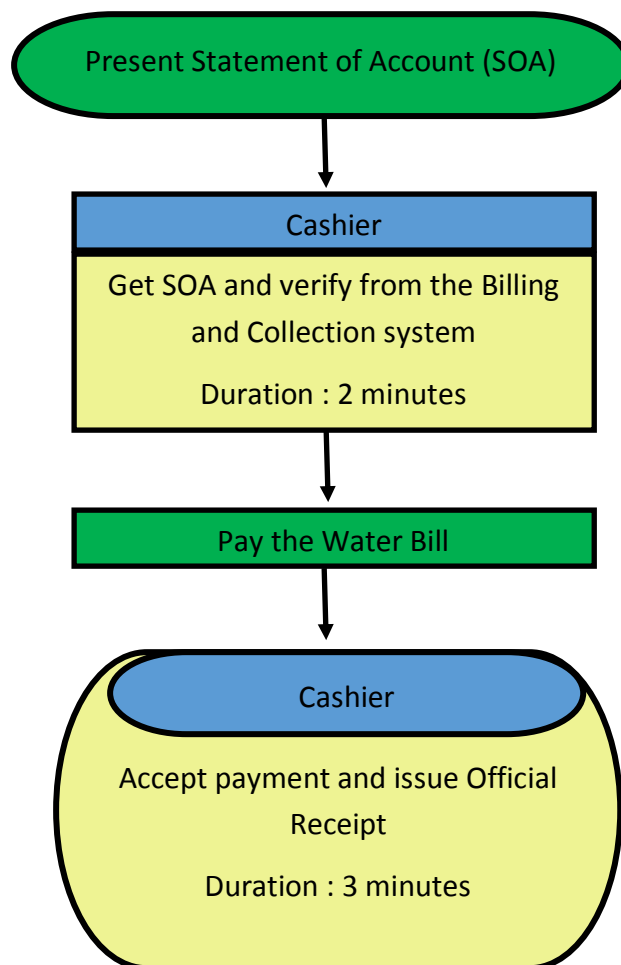 Present Statement of Account (SOA)
Cashier
Get SOA and verify from the Billing
and Collection system
Duration : 2 minutes
Pay the Water Bill
Cashier
Accept payment and issue Official
Receipt
Duration : 3 minutes